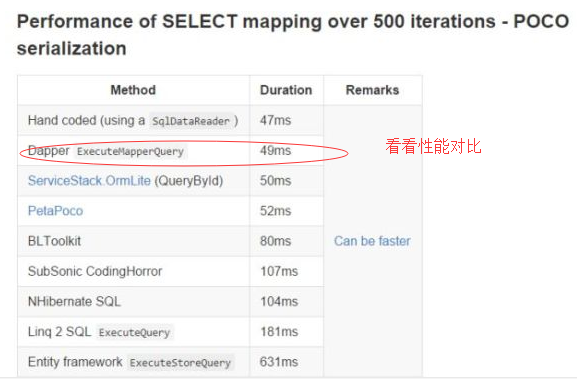 Performance of SELECT mapping over 500 iterations - POCO
serialization
Method Duration Remarks
Hand coded (using a SqlDataReader) 47ms
Dapper ExecuteMapperQuery 49ms
看看性能对比
ServiceStack.OrmLite (QueryById) 50ms
PetaPoco 52ms
BLToolkit 80ms Can be faster
SubSonic CodingHorror 107ms
NHibernate SQL 104ms
Linq 2 SQL ExecuteQuery 181ms
Entity framework ExecuteStoreQuery 631ms